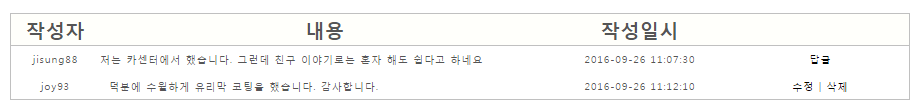 작성자 내용 작성일시
jisung88 저는 카센터에서 했습니다. 그런데 친구 이야기로는 혼자 해도 쉽다고 하네요 2016-09-26 11:07:30 답글
joy93 덕분에 수월하게 유리막 코팅을 했습니다. 감사합니다. 2016-09-26 11:12:10 수정 | 삭제